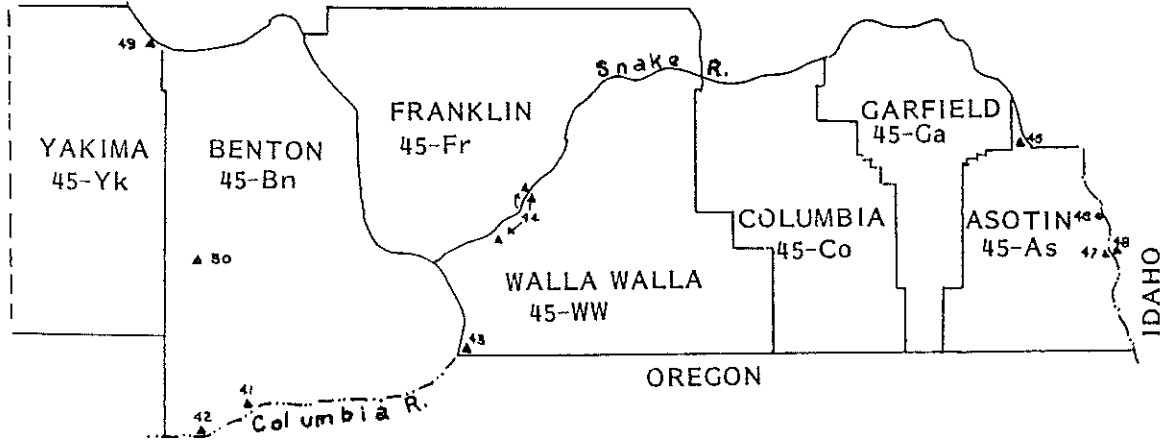 49
Snake R.
FRANKLIN
45-Fr
GARFIELD
45-Ga
YAKIMA
45-Yk
BENTON
45-Bn
45
44
COLUMBIA
45-Co
ASOTIN
45-As
46
47
48
50
WALLA WALLA
45-WW
IDAHO
43
OREGON
41
42
Columbia R.